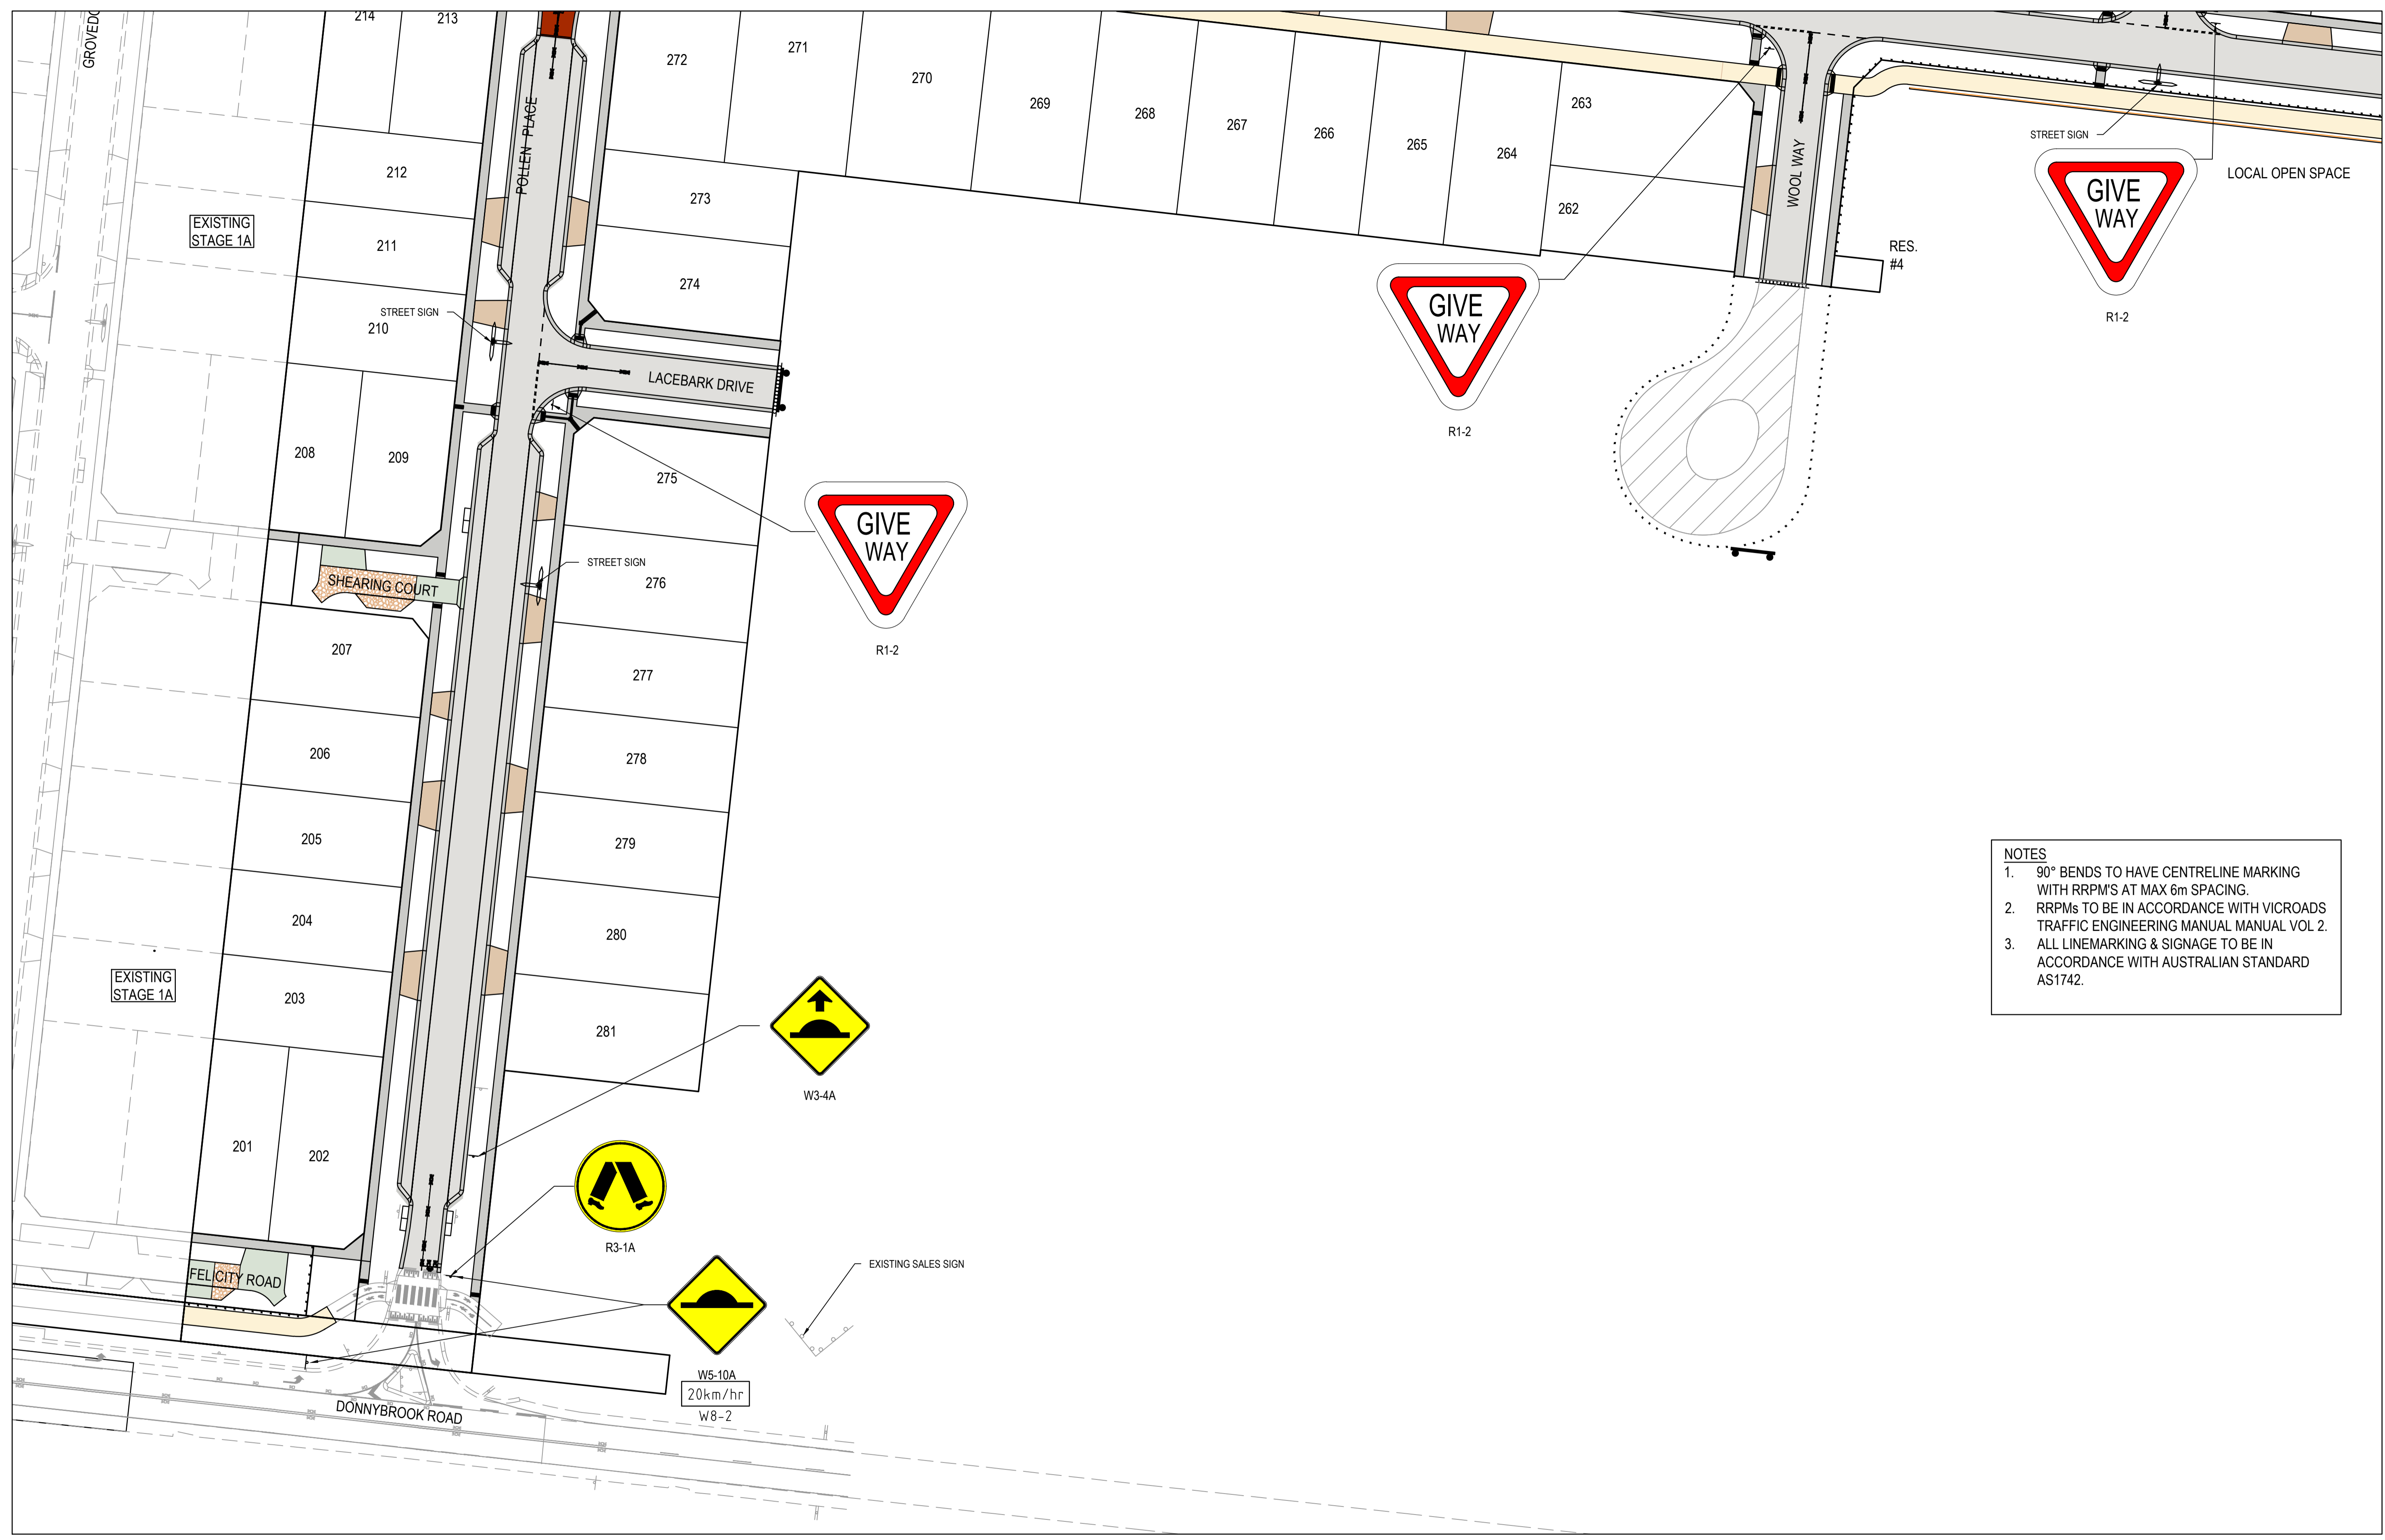 214
213
GROVEDO
POLLEN PLACE
272
271
270
269
268
267
266
265
264
263
262
WOOL WAY
STREET SIGN
LOCAL OPEN SPACE
GIVE
WAY
R1-2
RES.
#4
GIVE
WAY
R1-2
212
211
210
EXISTING
STAGE 1A
273
274
STREET SIGN
LACEBARK DRIVE
208
209
275
GIVE
WAY
R1-2
STREET SIGN
276
SHEARING COURT
207
277
206
278
205
279
204
280
203
281
EXISTING
STAGE 1A
201
202
W3-4A
R3-1A
FELICITY ROAD
EXISTING SALES SIGN
W5-10A
20km/hr
W8-2
DONNYBROOK ROAD
NOTES
1. 90° BENDS TO HAVE CENTRELINE MARKING
WITH RRPM'S AT MAX 6m SPACING.
2. RRPMs TO BE IN ACCORDANCE WITH VICROADS
TRAFFIC ENGINEERING MANUAL MANUAL VOL 2.
3. ALL LINEMARKING & SIGNAGE TO BE IN
ACCORDANCE WITH AUSTRALIAN STANDARD
AS1742.